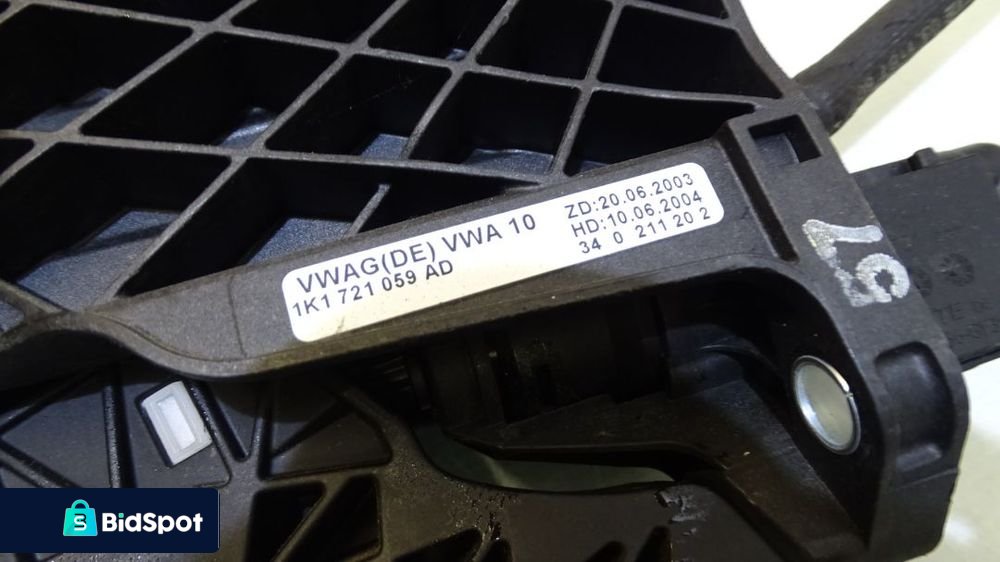 VWAG(DE) VWA 10
1K1 721 059 AD
ZD:20.06.2003
HD:10.06.2004
34 0 211 20 2
57
BidSpot